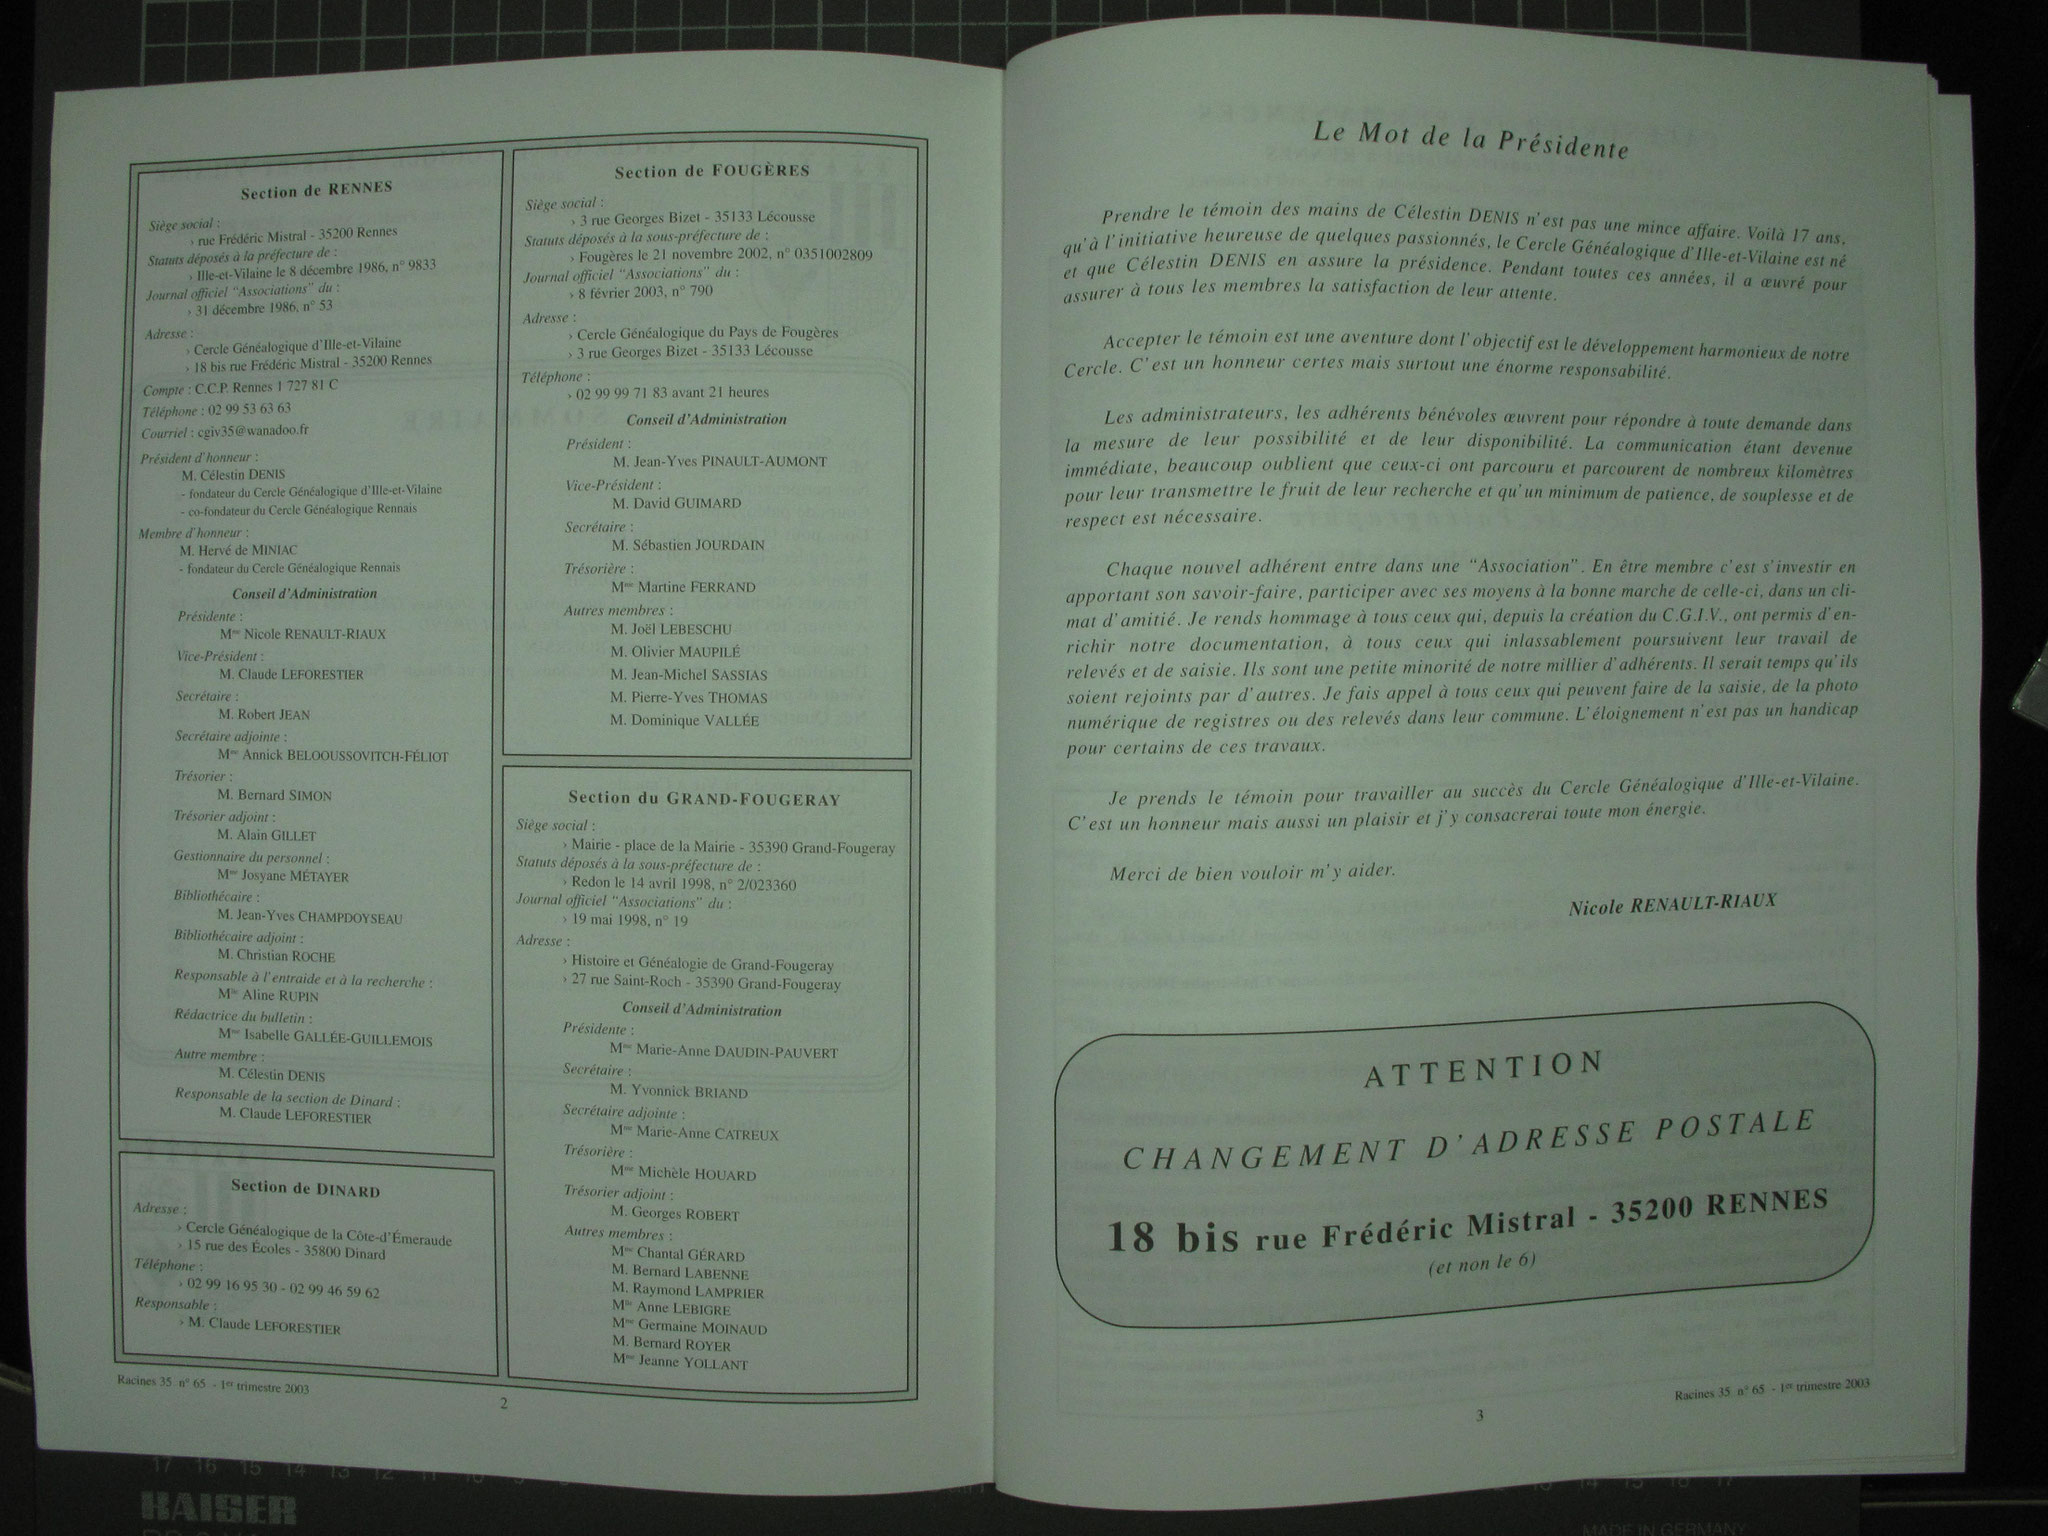 Section de RENNES
Siège social :
› rue Frédéric Mistral - 35200 Rennes
Statuts déposés à la préfecture de :
› Ille-et-Vilaine le 8 décembre 1986, n° 9833
Journal officiel “Associations” du :
› 31 décembre 1986, n° 53
Adresse :
› Cercle Généalogique d’Ille-et-Vilaine
› 18 bis rue Frédéric Mistral - 35200 Rennes
Compte : C.C.P. Rennes 1 727 81 C
Téléphone : 02 99 53 63 63
Courriel : cgiv35@wanadoo.fr
Président d’honneur :
M. Célestin DENIS
- fondateur du Cercle Généalogique d’Ille-et-Vilaine
- co-fondateur du Cercle Généalogique Rennais
Membre d’honneur :
M. Hervé de MINIAC
- fondateur du Cercle Généalogique Rennais
Conseil d’Administration
Présidente :
Mme Nicole RENAULT-RIAUX
Vice-Président :
M. Claude LEFORESTIER
Secrétaire :
M. Robert JEAN
Secrétaire adjointe :
Mme Annick BELOOUSSOVITCH-FÉLIOT
Trésorier :
M. Bernard SIMON
Trésorier adjoint :
M. Alain GILLET
Gestionnaire du personnel :
Mme Josyane MÉTAYER
Bibliothécaire :
M. Jean-Yves CHAMPDOYSEAU
Bibliothécaire adjoint :
M. Christian ROCHE
Responsable à l’entraide et à la recherche :
Mlle Aline RUPIN
Rédactrice du bulletin :
Mme Isabelle GALLÉE-GUILLEMOIS
Autre membre :
M. Célestin DENIS
Responsable de la section de Dinard :
M. Claude LEFORESTIER
Section de DINARD
Adresse :
› Cercle Généalogique de la Côte-d’Émeraude
› 15 rue des Écoles - 35800 Dinard
Téléphone :
› 02 99 16 95 30 - 02 99 46 59 62
Responsable :
› M. Claude LEFORESTIER
Section de FOUGÈRES
Siège social :
› 3 rue Georges Bizet - 35133 Lécousse
Statuts déposés à la sous-préfecture de :
› Fougères le 21 novembre 2002, n° 0351002809
Journal officiel “Associations” du :
› 8 février 2003, n° 790
Adresse :
› Cercle Généalogique du Pays de Fougères
› 3 rue Georges Bizet - 35133 Lécousse
Téléphone :
› 02 99 99 71 83 avant 21 heures
Conseil d’Administration
Président :
M. Jean-Yves PINAULT-AUMONT
Vice-Président :
M. David GUIMARD
Secrétaire :
M. Sébastien JOURDAIN
Trésorière :
Mme Martine FERRAND
Autres membres :
M. Joël LEBESCHU
M. Olivier MAUPILÉ
M. Jean-Michel SASSIAS
M. Pierre-Yves THOMAS
M. Dominique VALLÉE
Section du GRAND-FOUGERAY
Siège social :
› Mairie - place de la Mairie - 35390 Grand-Fougeray
Statuts déposés à la sous-préfecture de :
› Redon le 14 avril 1998, n° 2/023360
Journal officiel “Associations” du :
› 19 mai 1998, n° 19
Adresse :
› Histoire et Généalogie de Grand-Fougeray
› 27 rue Saint-Roch - 35390 Grand-Fougeray
Conseil d’Administration
Présidente :
Mme Marie-Anne DAUDIN-PAUVERT
Secrétaire :
M. Yvonnick BRIAND
Secrétaire adjointe :
Mme Marie-Anne CATREUX
Trésorière :
Mme Michèle HOUARD
Trésorier adjoint :
M. Georges ROBERT
Autres membres :
Mme Chantal GÉRARD
M. Bernard LABENNE
M. Raymond LAMPRIER
Mlle Anne LEBIGRE
Mme Germaine MOINAUD
M. Bernard ROYER
Mme Jeanne YOLLANT
Racines 35 n° 65 - 1er trimestre 2003
2
Le Mot de la Présidente
Prendre le témoin des mains de Célestin DENIS n’est pas une mince affaire. Voilà 17 ans,
qu’à l’initiative heureuse de quelques passionnés, le Cercle Généalogique d’Ille-et-Vilaine est né
et que Célestin DENIS en assure la présidence. Pendant toutes ces années, il a œuvré pour
assurer à tous les membres la satisfaction de leur attente.
Accepter le témoin est une aventure dont l’objectif est le développement harmonieux de notre
Cercle. C’est un honneur certes mais surtout une énorme responsabilité.
Les administrateurs, les adhérents bénévoles œuvrent pour répondre à toute demande dans
la mesure de leur possibilité et de leur disponibilité. La communication étant devenue
immédiate, beaucoup oublient que ceux-ci ont parcouru et parcourent de nombreux kilomètres
pour leur transmettre le fruit de leur recherche et qu’un minimum de patience, de souplesse et de
respect est nécessaire.
Chaque nouvel adhérent entre dans une “Association”. En être membre c’est s’investir en
apportant son savoir-faire, participer avec ses moyens à la bonne marche de celle-ci, dans un cli-
mat d’amitié. Je rends hommage à tous ceux qui, depuis la création du C.G.I.V., ont permis d’en-
richir notre documentation, à tous ceux qui inlassablement poursuivent leur travail de
relevés et de saisie. Ils sont une petite minorité de notre millier d’adhérents. Il serait temps qu’ils
soient rejoints par d’autres. Je fais appel à tous ceux qui peuvent faire de la saisie, de la photo
numérique de registres ou des relevés dans leur commune. L’éloignement n’est pas un handicap
pour certains de ces travaux.
Je prends le témoin pour travailler au succès du Cercle Généalogique d’Ille-et-Vilaine.
C’est un honneur mais aussi un plaisir et j’y consacrerai toute mon énergie.
Merci de bien vouloir m’y aider.
Nicole RENAULT-RIAUX
ATTENTION
CHANGEMENT D’ADRESSE POSTALE
18 bis rue Frédéric Mistral - 35200 RENNES
(et non le 6)
Racines 35 n° 65 - 1er trimestre 2003
3
17 16 15 14 13 12 11 10
13 14 15 16 17
KAISER
MADE IN GERMANY